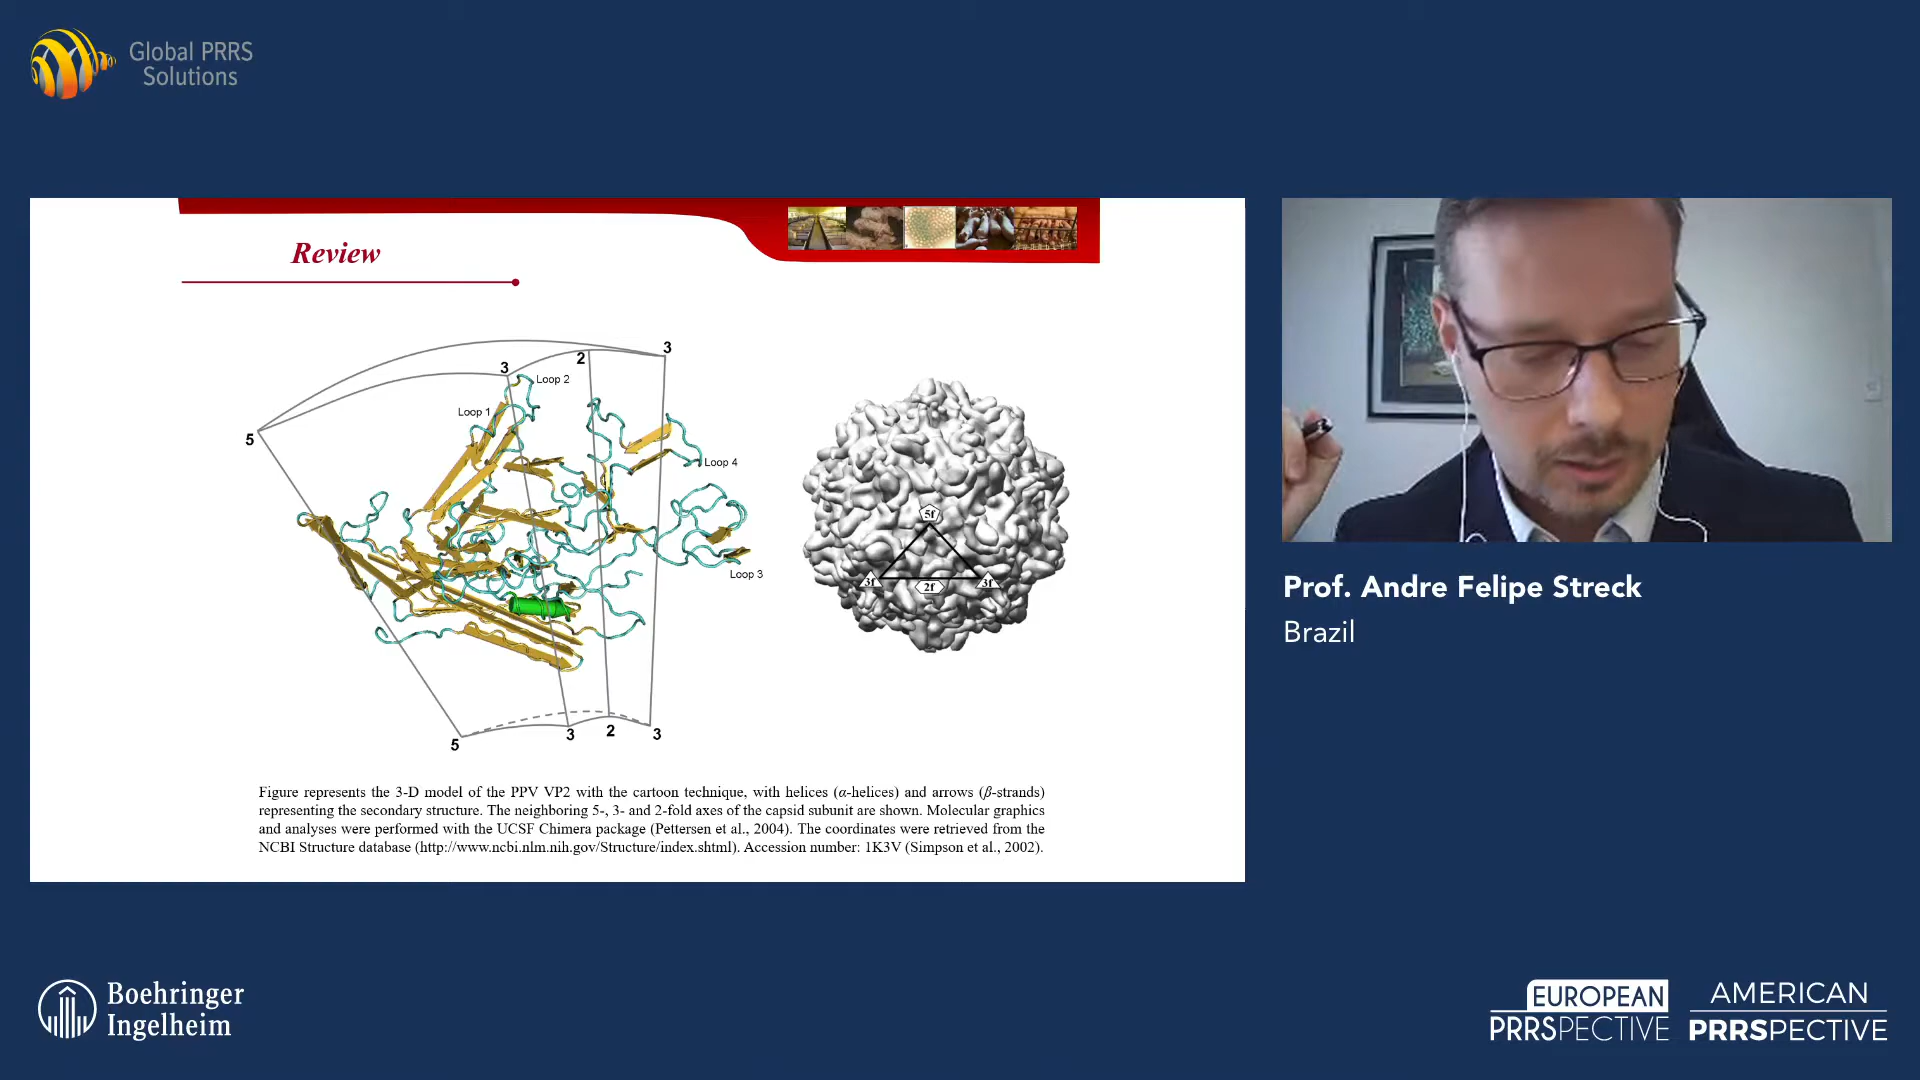 Global PRRS
Solutions
Review
3
2
3
Loop 2
Loop 1
5
Loop 4
Loop 3
5
3
2
3
5f
3f
2f
3f
Figure represents the 3-D model of the PPV VP2 with the cartoon technique, with helices (α-helices) and arrows (β-strands)
representing the secondary structure. The neighboring 5-, 3- and 2-fold axes of the capsid subunit are shown. Molecular graphics
and analyses were performed with the UCSF Chimera package (Pettersen et al., 2004). The coordinates were retrieved from the
NCBI Structure database (http://www.ncbi.nlm.nih.gov/Structure/index.shtml). Accession number: 1K3V (Simpson et al., 2002).
Prof. Andre Felipe Streck
Brazil
Boehringer
Ingelheim
EUROPEAN
PRRSPECTIVE
AMERICAN
PRRSPECTIVE